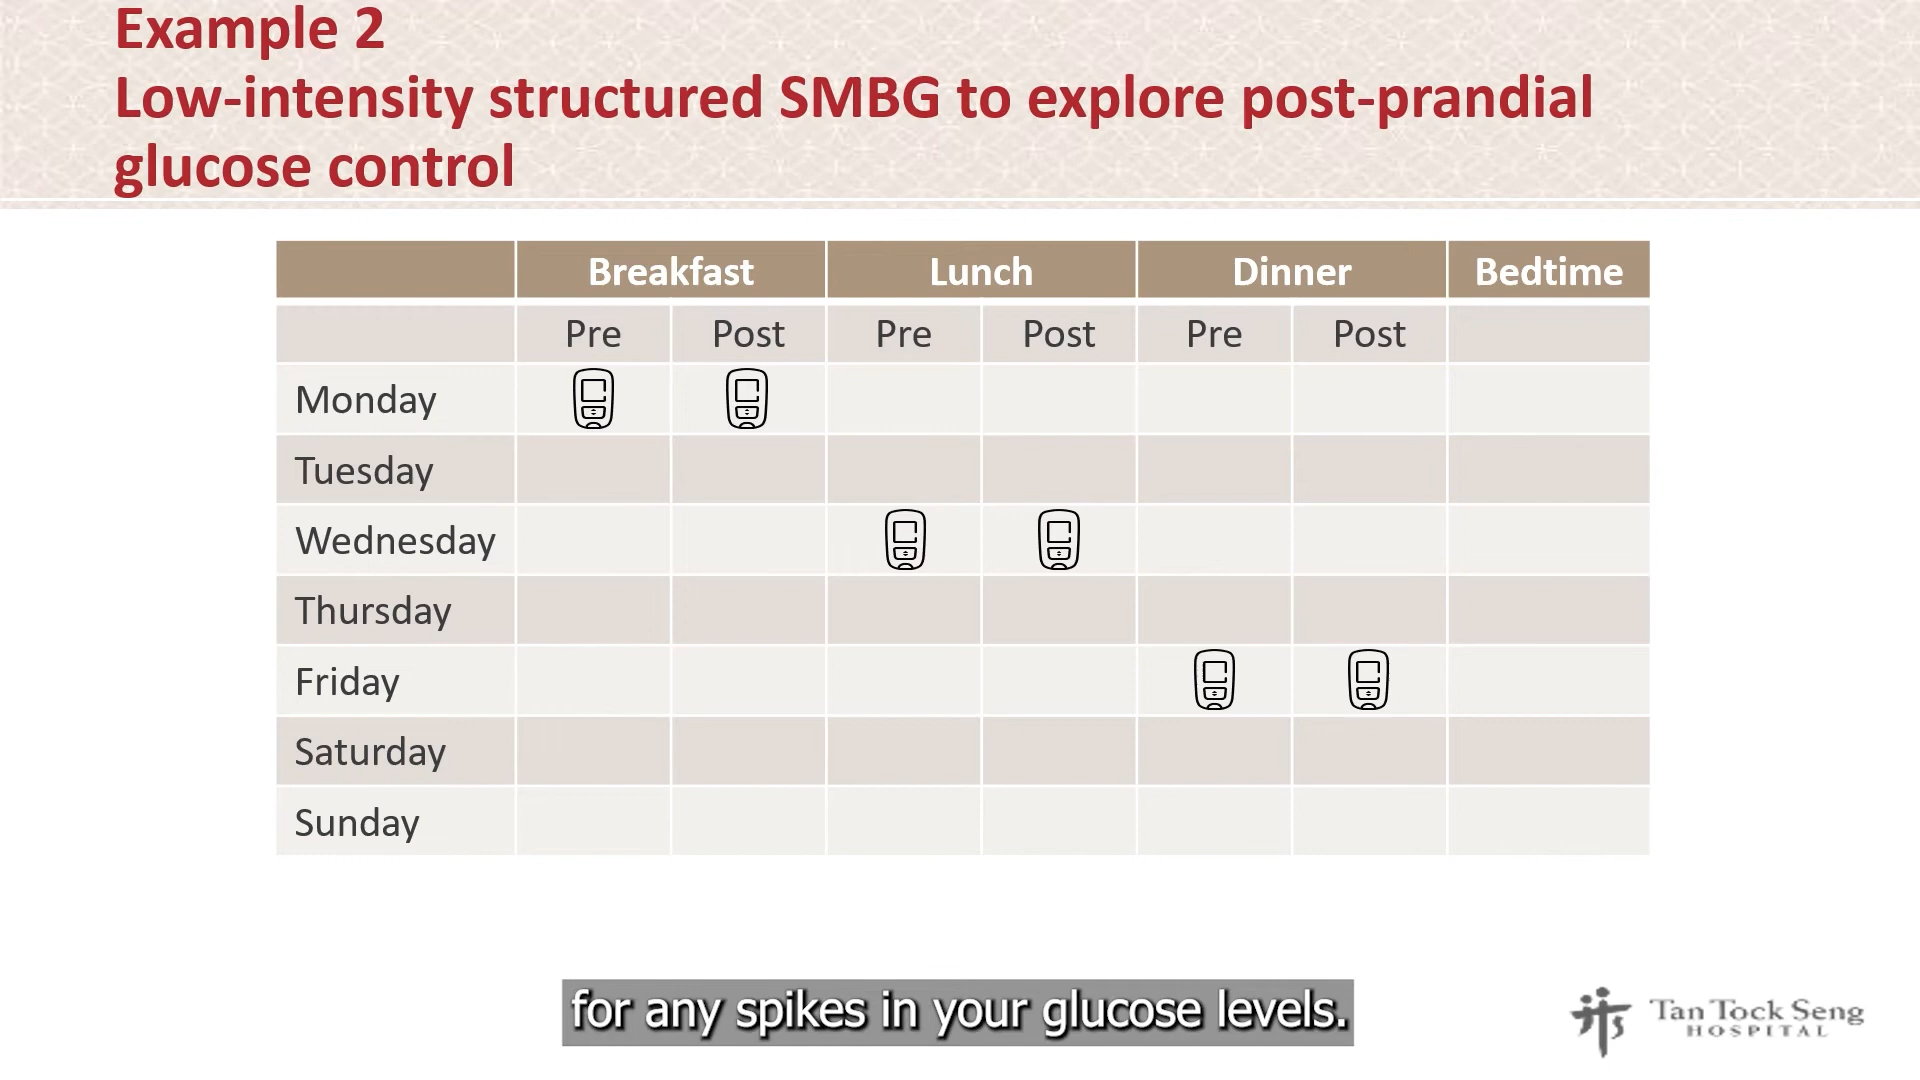 Example 2
Low-intensity structured SMBG to explore post-prandial
glucose control
Breakfast Lunch Dinner Bedtime
Pre Post Pre Post Pre Post
Monday
Tuesday
Wednesday
Thursday
Friday
Saturday
Sunday
for any spikes in your glucose levels.
Tan Tock Seng
HOSPITAL